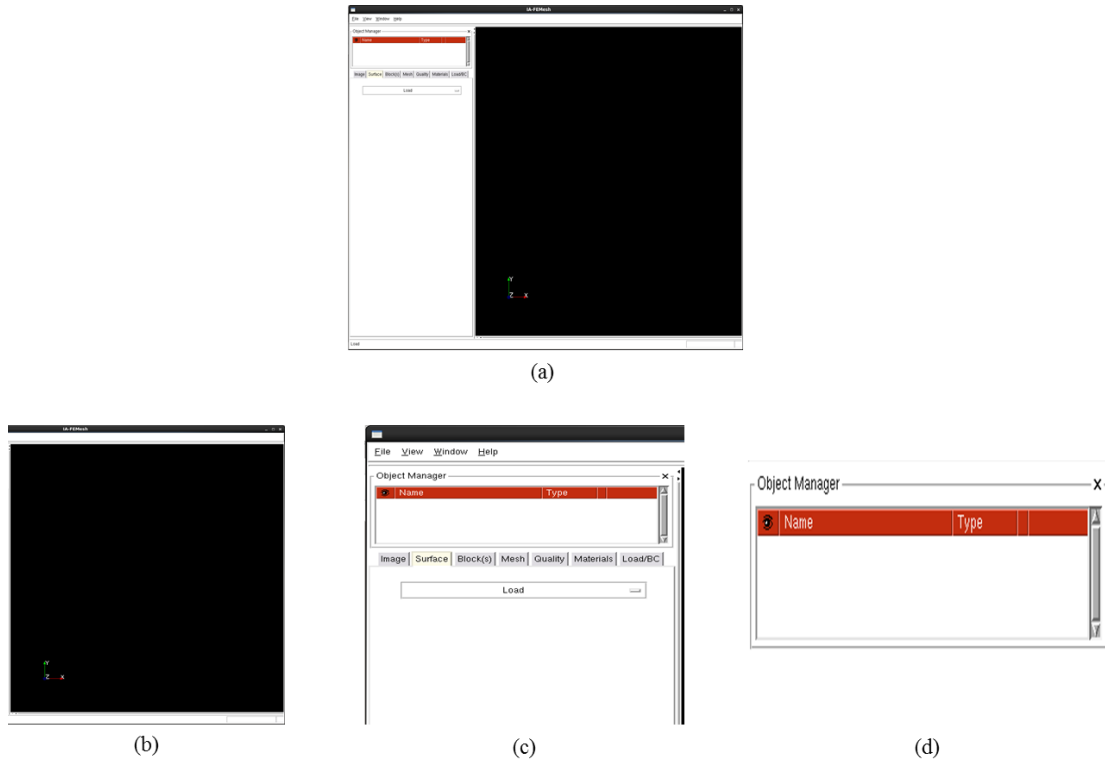 IA-FEMesh
File View Window Help
Object Manager x
Name Type
Image Surface Block(s) Mesh Quality Materials Load/BC
Load
Y
Z X
Load
(a)
IA-FEMesh
Y
Z X
(b)
File View Window Help
Object Manager x
Name Type
Image Surface Block(s) Mesh Quality Materials Load/BC
Load
(c)
Object Manager x
Name Type
(d)